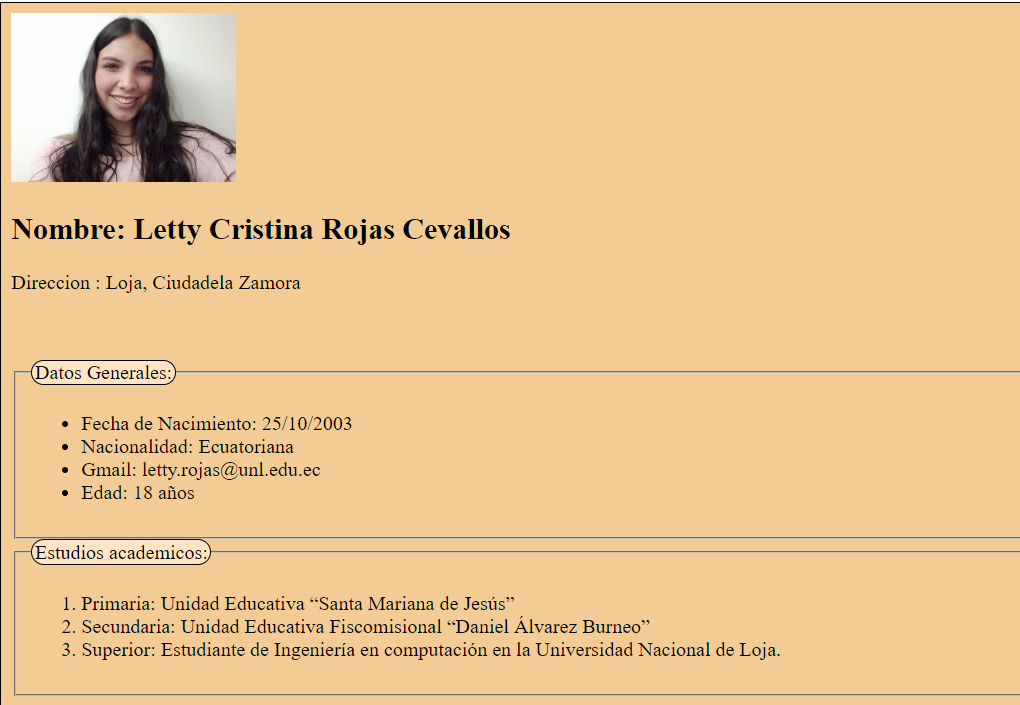 Nombre: Letty Cristina Rojas Cevallos
Direccion : Loja, Ciudadela Zamora
Datos Generales:
• Fecha de Nacimiento: 25/10/2003
• Nacionalidad: Ecuatoriana
• Gmail: letty.rojas@unl.edu.ec
• Edad: 18 años
Estudios academicos:
1. Primaria: Unidad Educativa “Santa Mariana de Jesús”
2. Secundaria: Unidad Educativa Fiscomisional “Daniel Álvarez Burneo”
3. Superior: Estudiante de Ingeniería en computación en la Universidad Nacional de Loja.